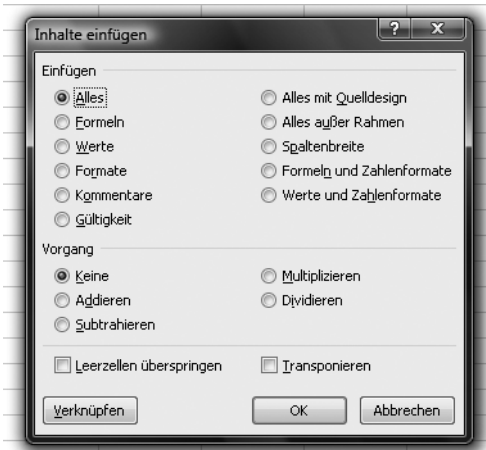 Inhalte einfügen
Einfügen
Alles
Alles mit Quelldesign
Formeln
Alles außer Rahmen
Werte
Spaltenbreite
Formate
Formeln und Zahlenformate
Kommentare
Werte und Zahlenformate
Gültigkeit
Vorgang
Keine
Multiplizieren
Addieren
Dividieren
Subtrahieren
Leerzellen überspringen
Transponieren
Verknüpfen
OK
Abbrechen